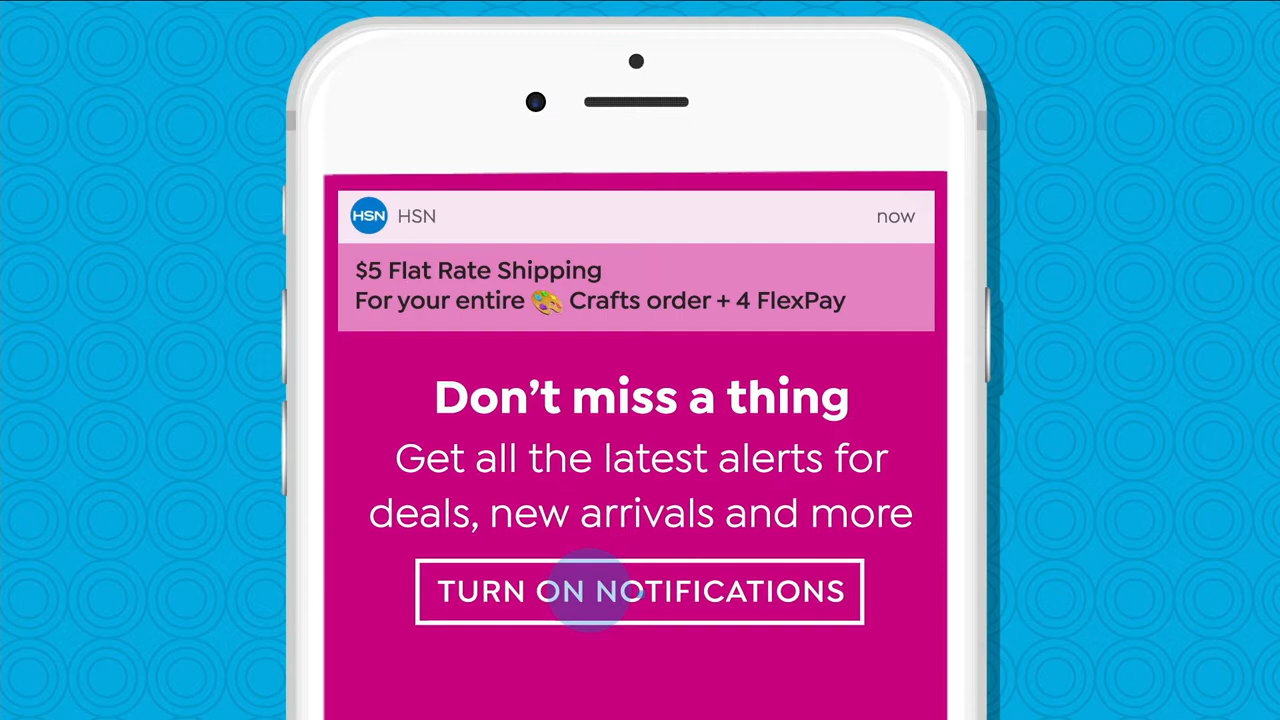 HSN HSN now
$5 Flat Rate Shipping
For your entire 🎨 Crafts order + 4 FlexPay
Don’t miss a thing
Get all the latest alerts for
deals, new arrivals and more
TURN ON NOTIFICATIONS